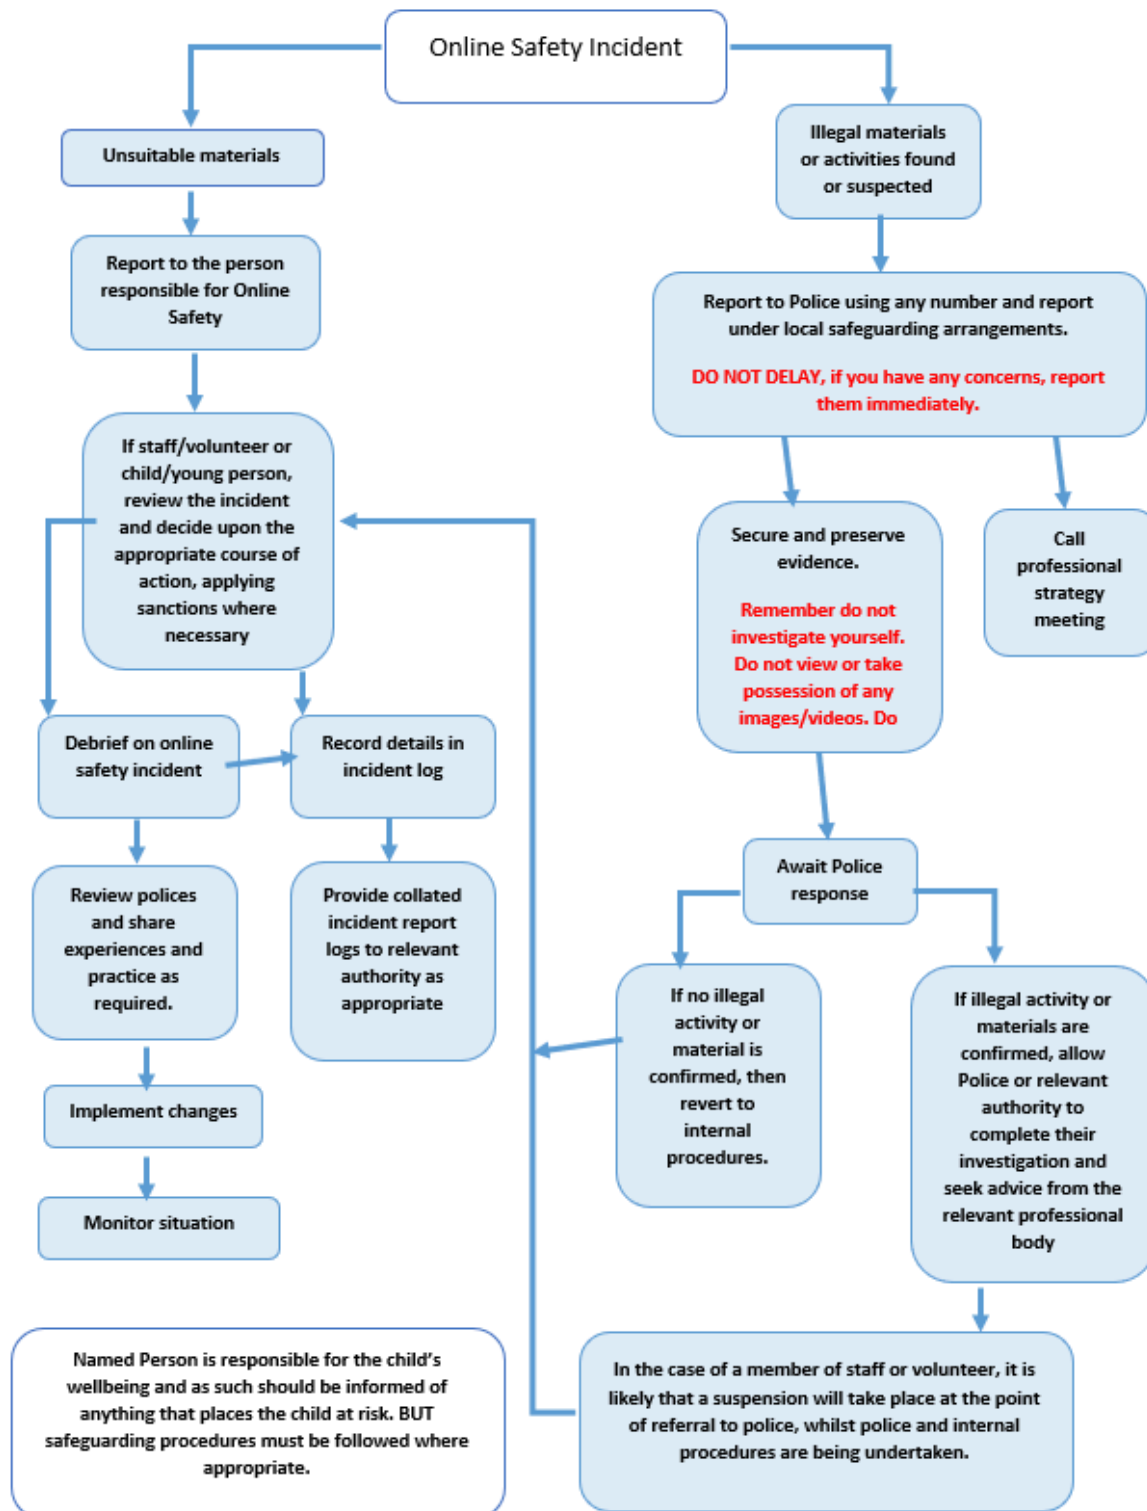 Online Safety Incident
Unsuitable materials
Report to the person
responsible for Online
Safety
If staff/volunteer or
child/young person,
review the incident
and decide upon the
appropriate course of
action, applying
sanctions where
necessary
Debrief on online
safety incident
Record details in
incident log
Review polices
and share
experiences and
practice as
required.
Provide collated
incident report
logs to relevant
authority as
appropriate
Implement changes
Monitor situation
Named Person is responsible for the child's
wellbeing and as such should be informed of
anything that places the child at risk. BUT
safeguarding procedures must be followed where
appropriate.
Illegal materials
or activities found
or suspected
Report to Police using any number and report
under local safeguarding arrangements.
DO NOT DELAY, if you have any concerns, report
them immediately.
Secure and preserve
evidence.
Remember do not
investigate yourself.
Do not view or take
possession of any
images/videos. Do
Call
professional
strategy
meeting
Await Police
response
If no illegal
activity or
material is
confirmed, then
revert to
internal
procedures.
If illegal activity or
materials are
confirmed, allow
Police or relevant
authority to
complete their
investigation and
seek advice from the
relevant professional
body
In the case of a member of staff or volunteer, it is
likely that a suspension will take place at the point
of referral to police, whilst police and internal
procedures are being undertaken.